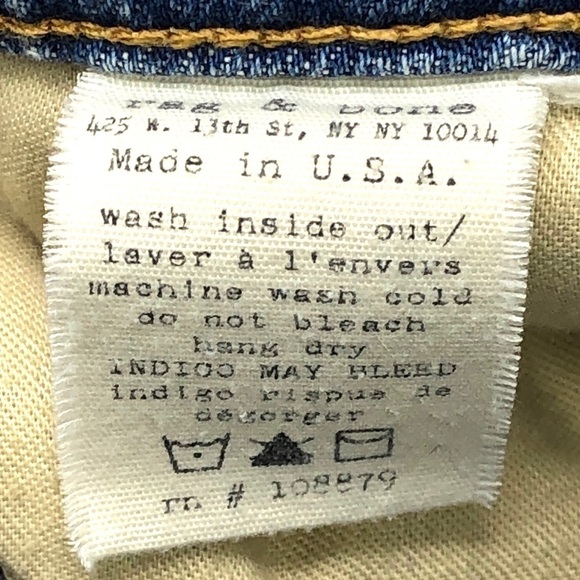 rag & bone
425 W. 13th St, NY NY 10014
Made in U.S.A.
wash inside out/
laver à l'envers
machine wash cold
do not bleach
hang dry
INDIGO MAY BLEED
indigo risque de
degorger
rn # 108879